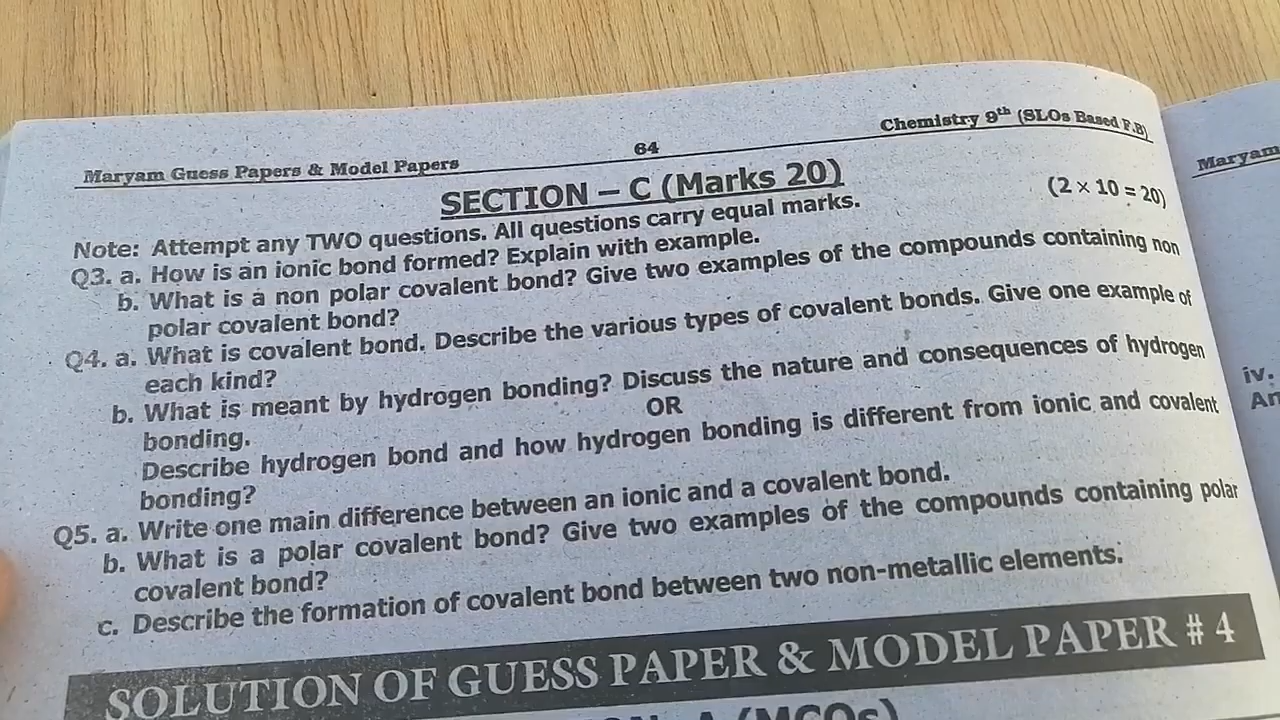 Maryam Guess Papers & Model Papers 64 Chemistry 9th (SLOs Based F.B)
SECTION – C (Marks 20)
(2 × 10 = 20)
Note: Attempt any TWO questions. All questions carry equal marks.
Q3. a. How is an ionic bond formed? Explain with example.
b. What is a non polar covalent bond? Give two examples of the compounds containing non
polar covalent bond?
Q4. a. What is covalent bond. Describe the various types of covalent bonds. Give one example of
each kind?
b. What is meant by hydrogen bonding? Discuss the nature and consequences of hydrogen
bonding.
OR
Describe hydrogen bond and how hydrogen bonding is different from ionic and covalent
bonding?
Q5. a. Write one main difference between an ionic and a covalent bond.
b. What is a polar covalent bond? Give two examples of the compounds containing polar
covalent bond?
c. Describe the formation of covalent bond between two non-metallic elements.
SOLUTION OF GUESS PAPER & MODEL PAPER # 4
A (MCQs)
Maryam
iv.